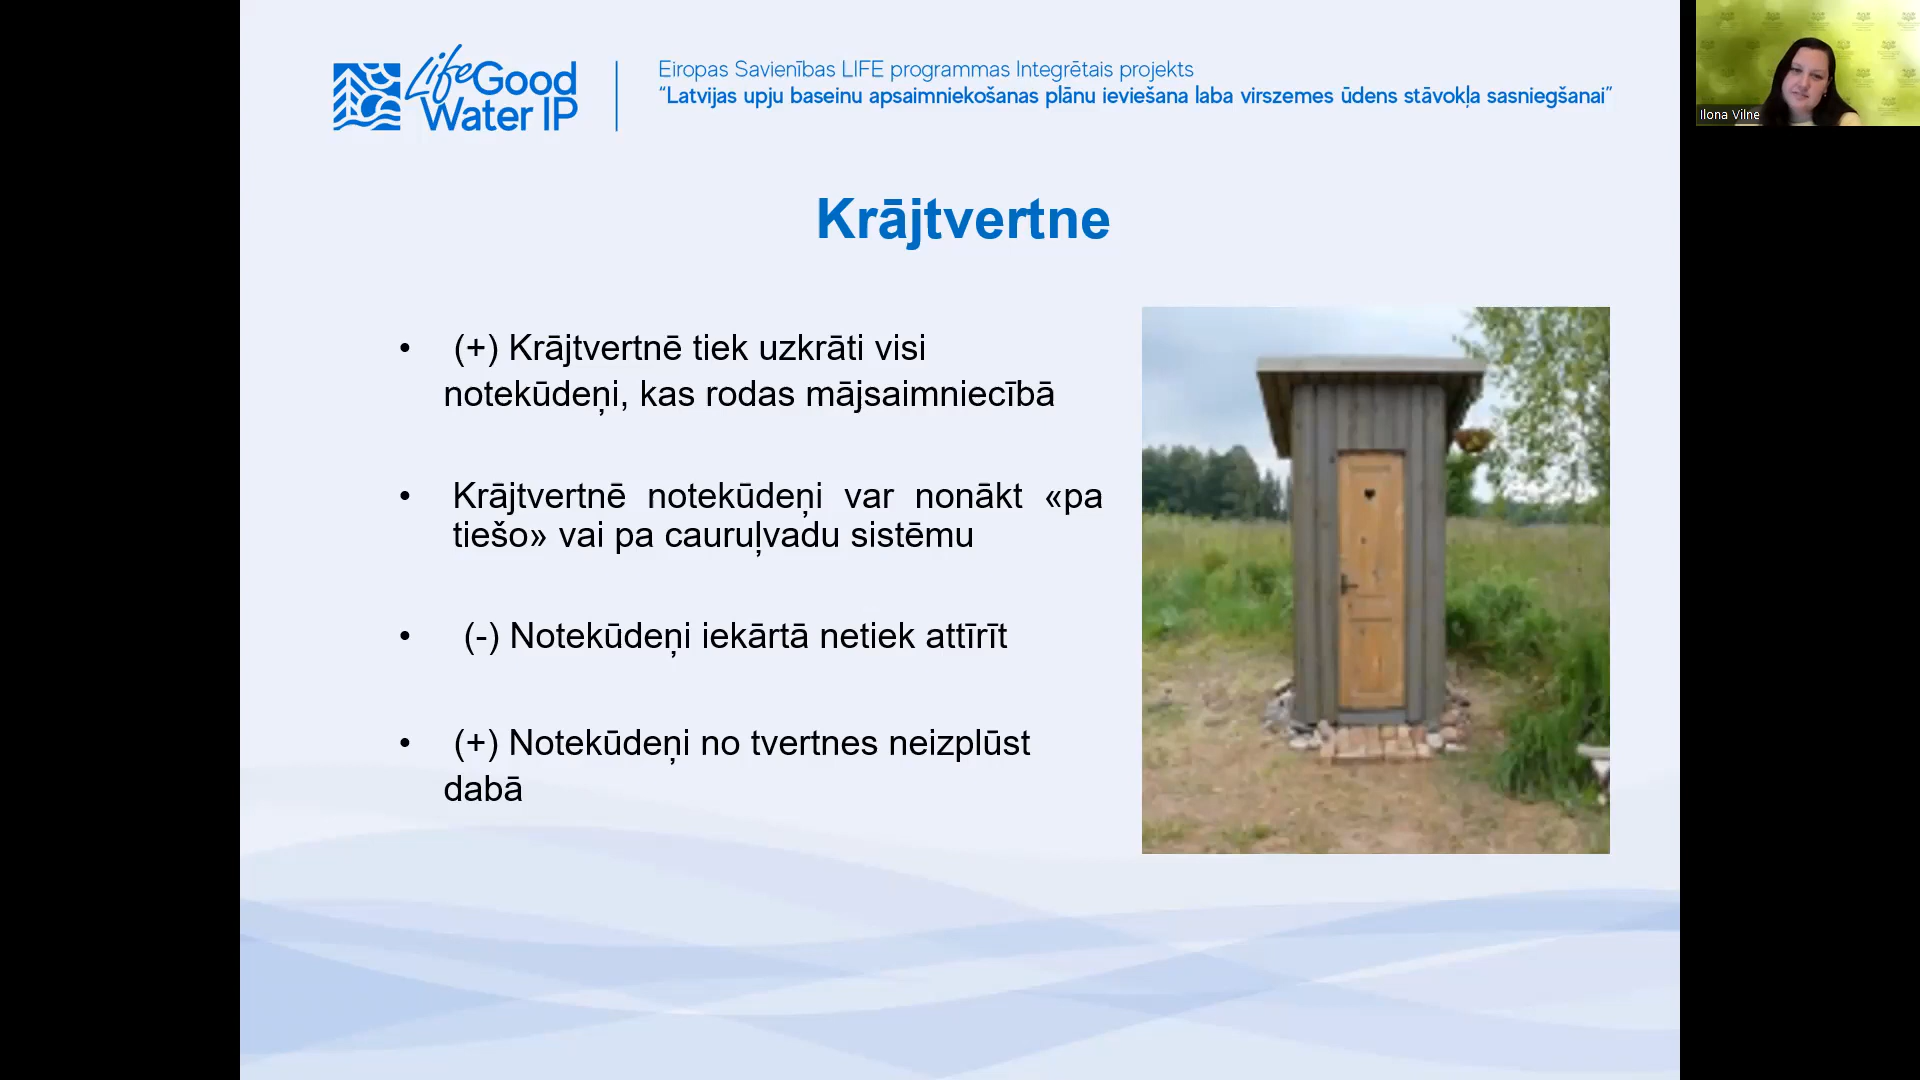 Life Good
Water IP
Eiropas Savienības LIFE programmas Integrētais projekts
“Latvijas upju baseinu apsaimniekošanas plānu ieviešana laba virszemes ūdens stāvokļa sasniegšanai”
Ilona Vilne
Krājtvertne
• (+) Krājtvertnē tiek uzkrāti visi
notekūdeņi, kas rodas mājsaimniecībā
• Krājtvertnē notekūdeņi var nonākt «pa
tiešo» vai pa cauruļvadu sistēmu
• (-) Notekūdeņi iekārtā netiek attīrīt
• (+) Notekūdeņi no tvertnes neizplūst
dabā